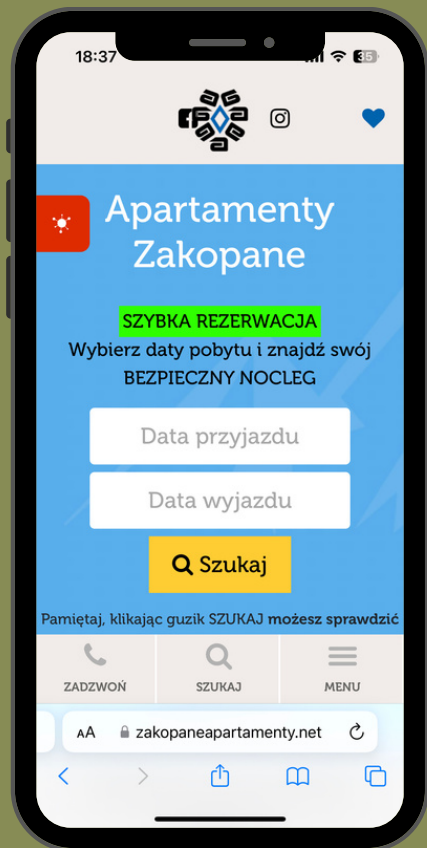 18:37
35
Apartamenty
Zakopane
SZYBKA REZERWACJA
Wybierz daty pobytu i znajdź swój
BEZPIECZNY NOCLEG
Data przyjazdu
Data wyjazdu
Szukaj
Pamiętaj, klikając guzik SZUKAJ możesz sprawdzić
ZADZWOŃ SZUKAJ MENU
AA zakopaneapartamenty.net